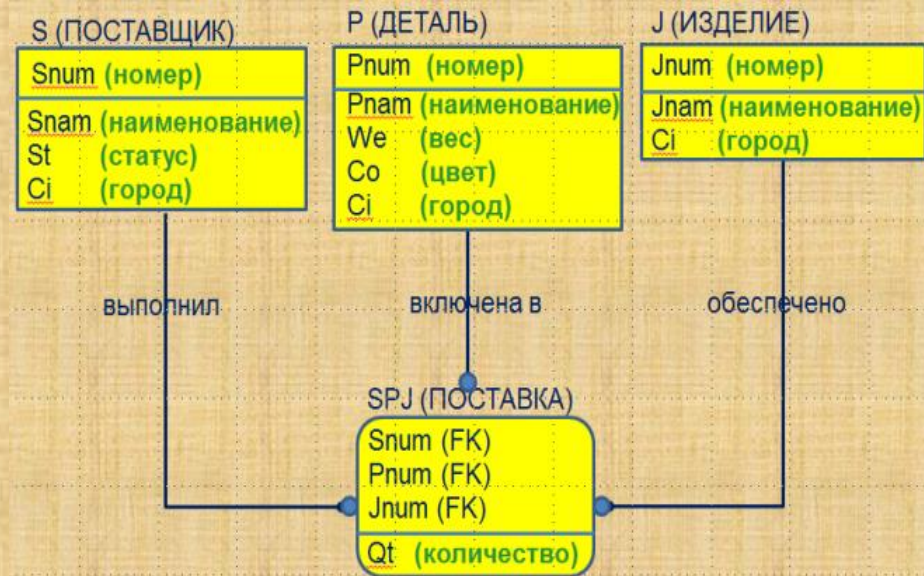 S (ПОСТАВЩИК)
Snum (номер)
Snam (наименование)
St (статус)
Ci (город)
P (ДЕТАЛЬ)
Pnum (номер)
Pnam (наименование)
We (вес)
Co (цвет)
Ci (город)
J (ИЗДЕЛИЕ)
Jnum (номер)
Jnam (наименование)
Ci (город)
выполнил
включена в
обеспечено
SPJ (ПОСТАВКА)
Snum (FK)
Pnum (FK)
Jnum (FK)
Qt (количество)